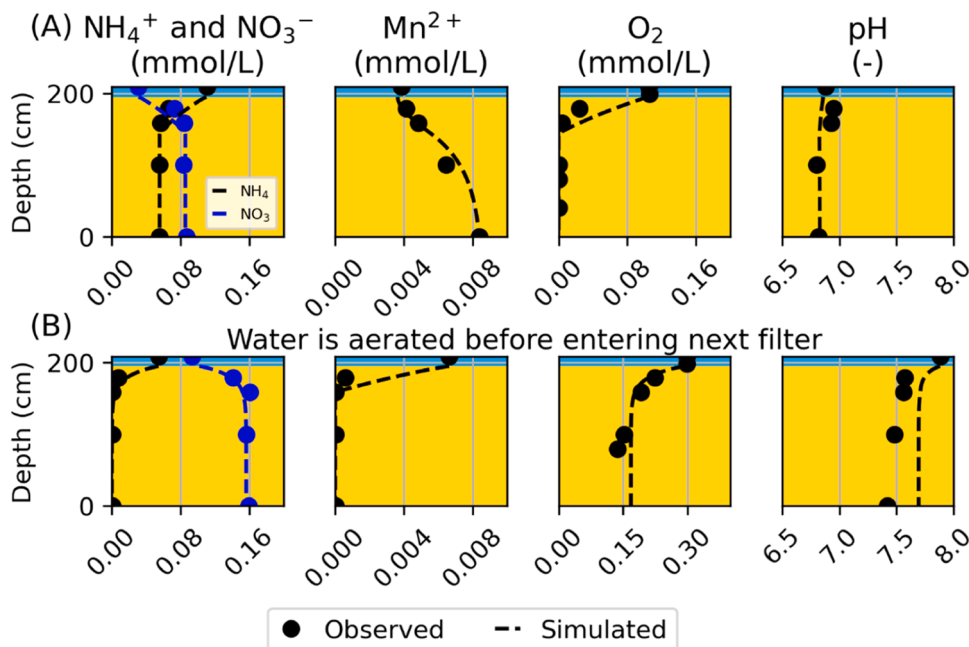 (A) NH₄⁺ and NO₃⁻ Mn²⁺ O₂ pH
(mmol/L) (mmol/L) (mmol/L) (-)
Depth (cm)
200
0
NH₄
NO₃
0.00 0.08 0.16 0.000 0.004 0.008 0.00 0.08 0.16 6.5 7.0 7.5 8.0
(B)
Water is aerated before entering next filter
Depth (cm)
200
0
0.00 0.08 0.16 0.000 0.004 0.008 0.00 0.15 0.30 6.5 7.0 7.5 8.0
Observed Simulated